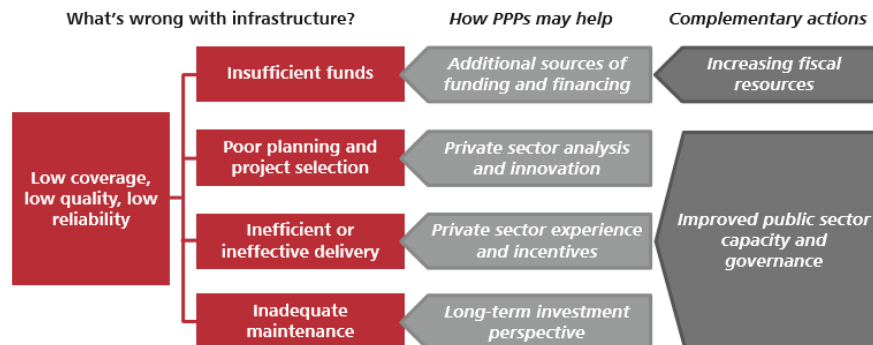 What's wrong with infrastructure?
How PPPs may help
Complementary actions
Low coverage,
low quality, low
reliability
Insufficient funds
Additional sources of
funding and financing
Increasing fiscal
resources
Poor planning and
project selection
Private sector analysis
and innovation
Inefficient or
ineffective delivery
Private sector experience
and incentives
Improved public sector
capacity and
governance
Inadequate
maintenance
Long-term investment
perspective